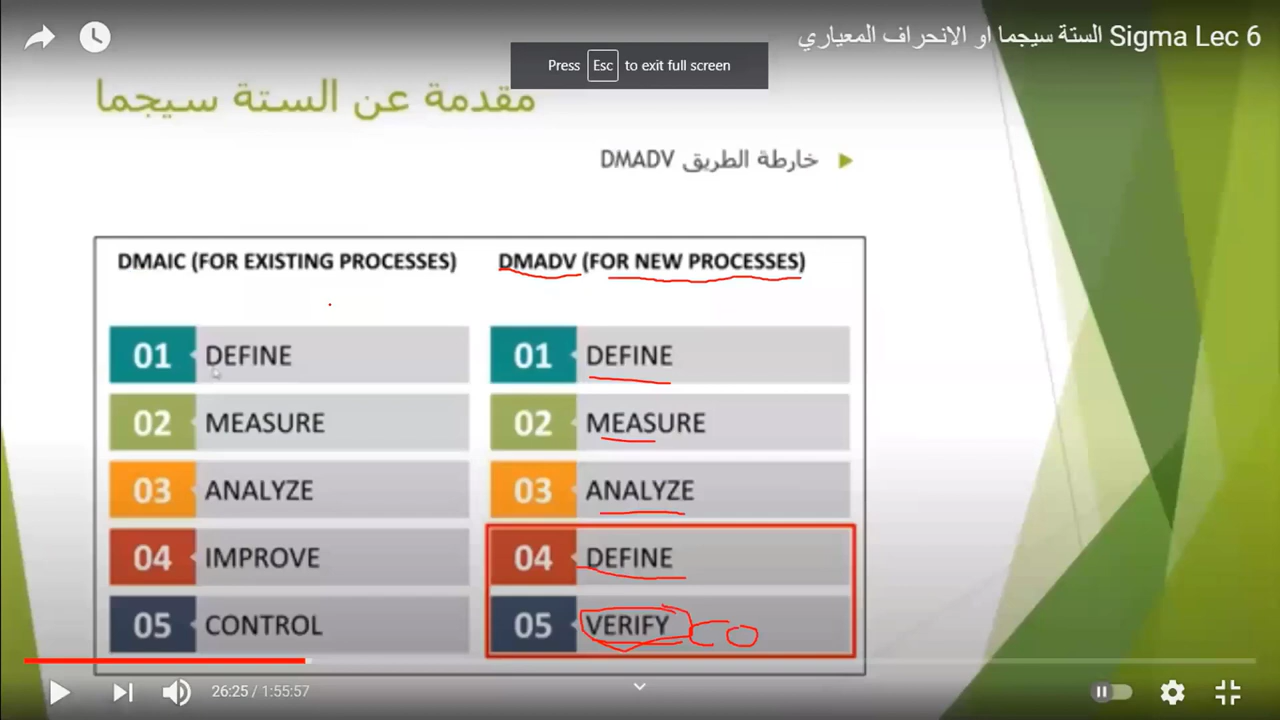 الستة سيجما او الانحراف المعياري Sigma Lec 6
Press Esc to exit full screen
مقدمة عن الستة سيجما
خارطة الطريق DMADV
DMAIC (FOR EXISTING PROCESSES)
01 DEFINE
02 MEASURE
03 ANALYZE
04 IMPROVE
05 CONTROL
DMADV (FOR NEW PROCESSES)
01 DEFINE
02 MEASURE
03 ANALYZE
04 DEFINE
05 VERIFY
CO
26:25 / 1:55:57